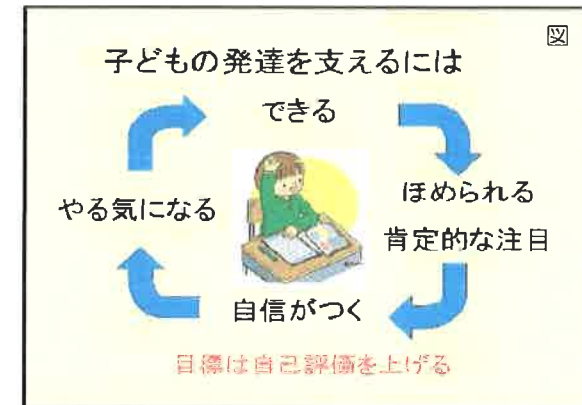 図
子どもの発達を支えるには
できる
ほめられる
肯定的な注目
自信がつく
やる気になる
目標は自己評価を上げる